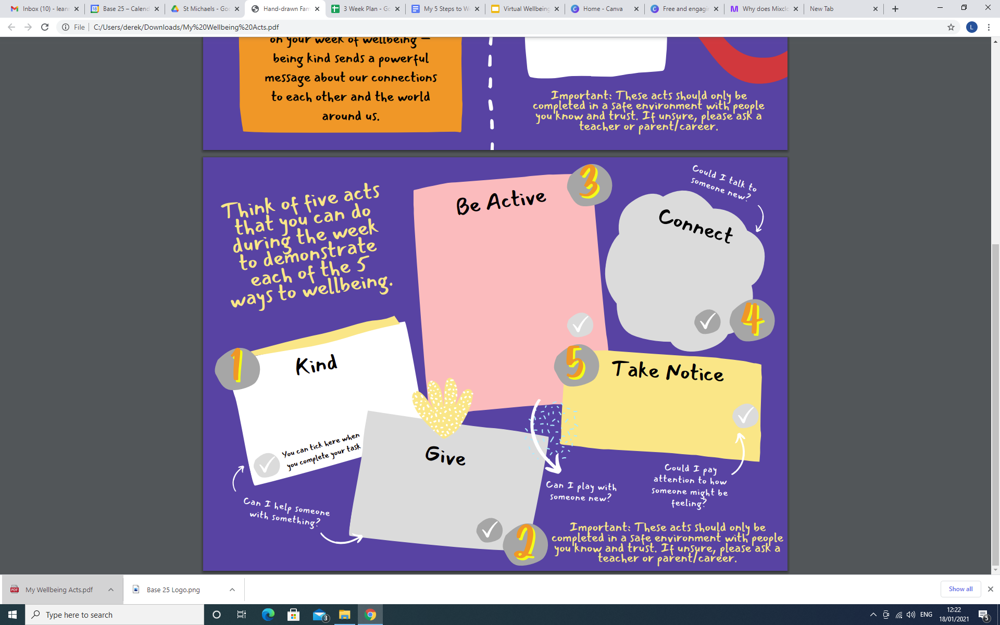 Inbox (10) - lean
Base 25 – Calend
St Michaels - Goo
Hand-drawn Fam
3 Week Plan - Go
My 5 Steps to W
Virtual Wellbeing
Home - Canva
Free and engagin
Why does Mixclo
New Tab
File
C:/Users/derek/Downloads/My%20Wellbeing%20Acts.pdf
L
on your week of wellbeing –
being kind sends a powerful
message about our connections
to each other and the world
around us.
Important: These acts should only be
completed in a safe environment with people
you know and trust. If unsure, please ask a
teacher or parent/career.
Think of five acts
that you can do
during the week
to demonstrate
each of the 5
ways to wellbeing.
Be Active
3
Could I talk to
someone new?
Connect
4
1
Kind
You can tick here when
you complete your task
Can I help someone
with something?
Give
2
5
Take Notice
Can I play with
someone new?
Could I pay
attention to how
someone might be
feeling?
Important: These acts should only be
completed in a safe environment with people
you know and trust. If unsure, please ask a
teacher or parent/career.
My Wellbeing Acts.pdf
Base 25 Logo.png
Show all
Type here to search
3
ENG
12:22
18/01/2021
5